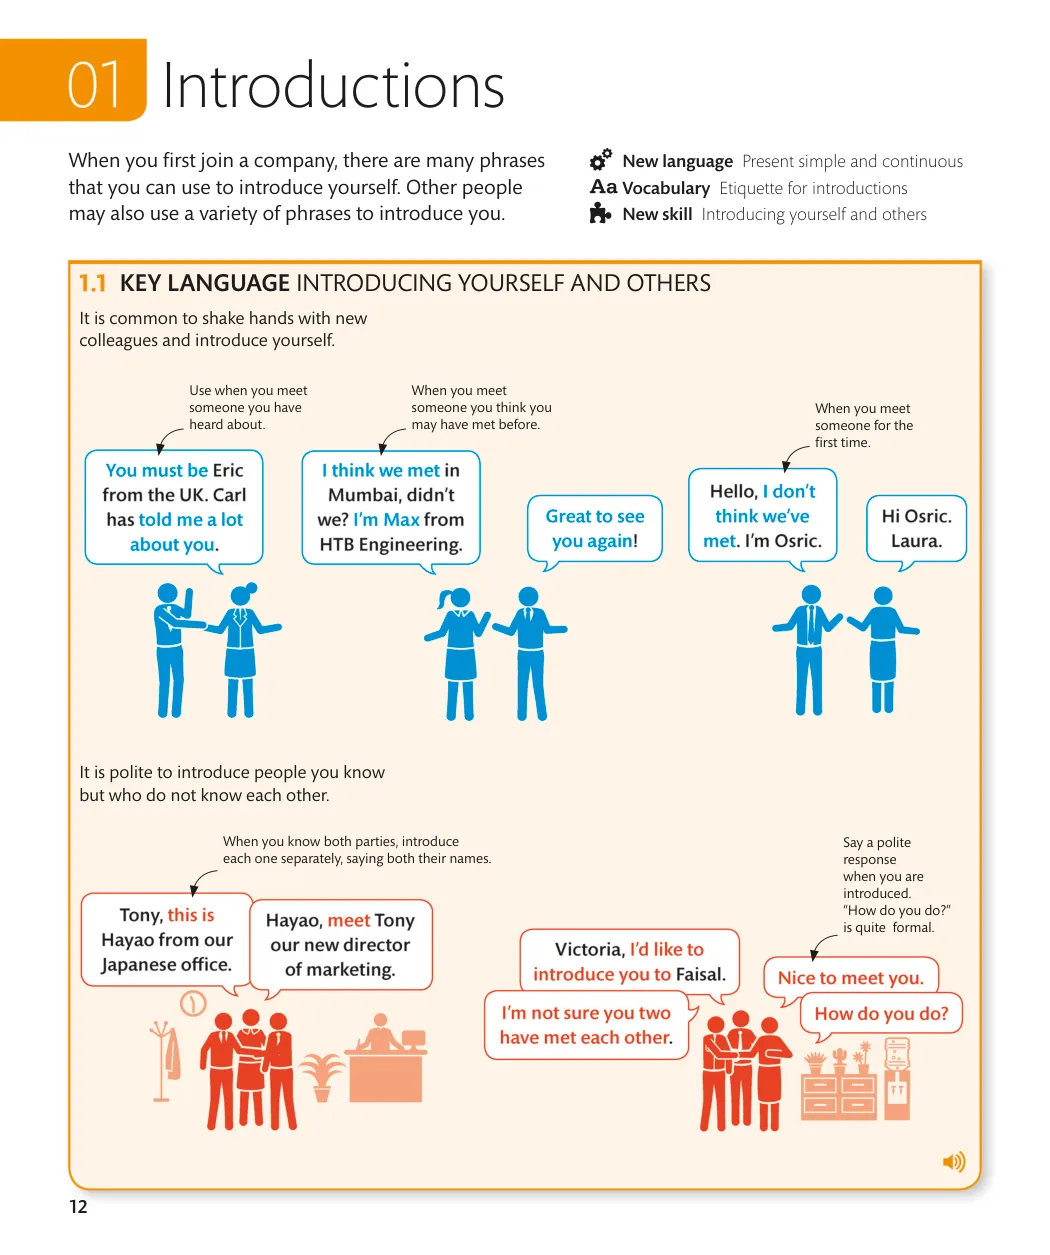 01 Introductions
When you first join a company, there are many phrases
that you can use to introduce yourself. Other people
may also use a variety of phrases to introduce you.
New language Present simple and continuous
Aa Vocabulary Etiquette for introductions
New skill Introducing yourself and others
1.1 KEY LANGUAGE INTRODUCING YOURSELF AND OTHERS
It is common to shake hands with new
colleagues and introduce yourself.
Use when you meet
someone you have
heard about.
You must be Eric
from the UK. Carl
has told me a lot
about you.
When you meet
someone you think you
may have met before.
I think we met in
Mumbai, didn't
we? I'm Max from
HTB Engineering.
Great to see
you again!
When you meet
someone for the
first time.
Hello, I don't
think we've
met. I'm Osric.
Hi Osric.
Laura.
It is polite to introduce people you know
but who do not know each other.
When you know both parties, introduce
each one separately, saying both their names.
Tony, this is
Hayao from our
Japanese office.
Hayao, meet Tony
our new director
of marketing.
Victoria, I'd like to
introduce you to Faisal.
I'm not sure you two
have met each other.
Say a polite
response
when you are
introduced.
"How do you do?"
is quite formal.
Nice to meet you.
How do you do?
12